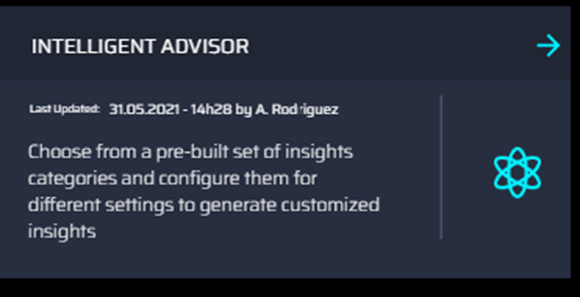 INTELLIGENT ADVISOR
Last Updated: 31.05.2021 - 14h28 by A. Rodriguez
Choose from a pre-built set of insights
categories and configure them for
different settings to generate customized
insights